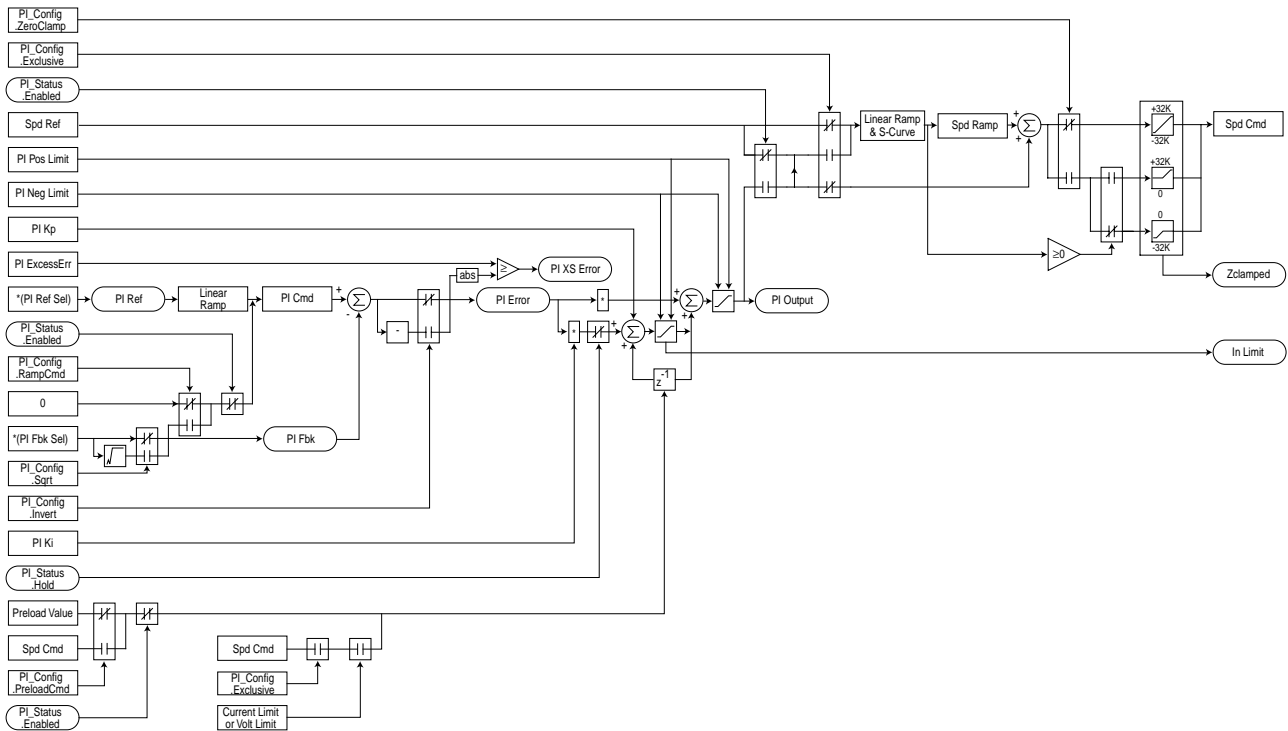 PI_Config
.ZeroClamp
PI_Config
.Exclusive
PI_Status
.Enabled
Spd Ref
Linear Ramp
& S-Curve
Spd Ramp
+
Σ
+
+32K
-32K
Spd Cmd
PI Pos Limit
PI Neg Limit
+32K
0
PI Kp
0
-32K
≥0
PI ExcessErr
abs
≥
PI XS Error
Zclamped
*(PI Ref Sel)
PI Ref
Linear
Ramp
PI Cmd
+
Σ
-
-
PI Error
*
+
Σ
+
PI Output
PI_Status
.Enabled
*
+
Σ
+
In Limit
PI_Config
.RampCmd
z
-1
0
*(PI Fbk Sel)
√
PI Fbk
PI_Config
.Sqrt
PI_Config
.Invert
PI Ki
PI_Status
.Hold
Preload Value
Spd Cmd
Spd Cmd
PI_Config
.PreloadCmd
PI_Config
.Exclusive
PI_Status
.Enabled
Current Limit
or Volt Limit